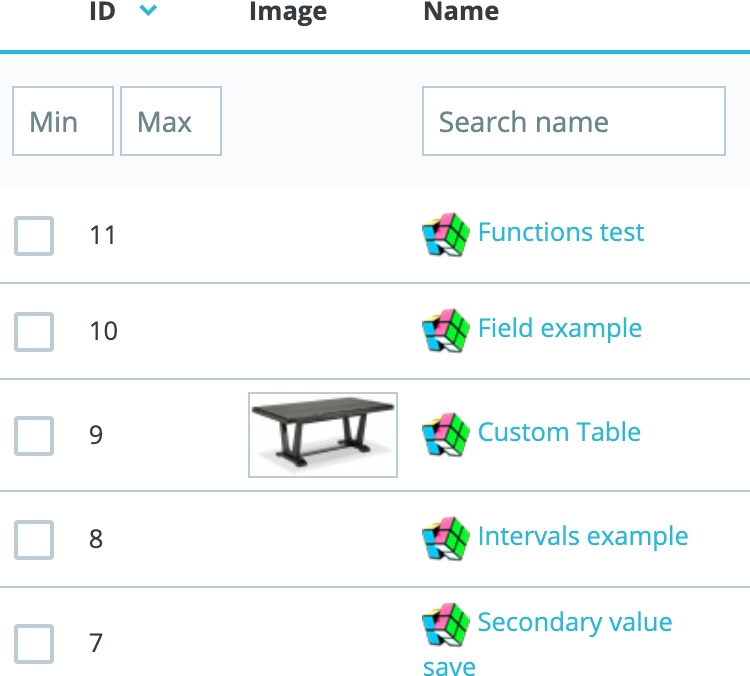 ID Image Name
Min Max Search name
11 Functions test
10 Field example
9 Custom Table
8 Intervals example
7 Secondary value
save